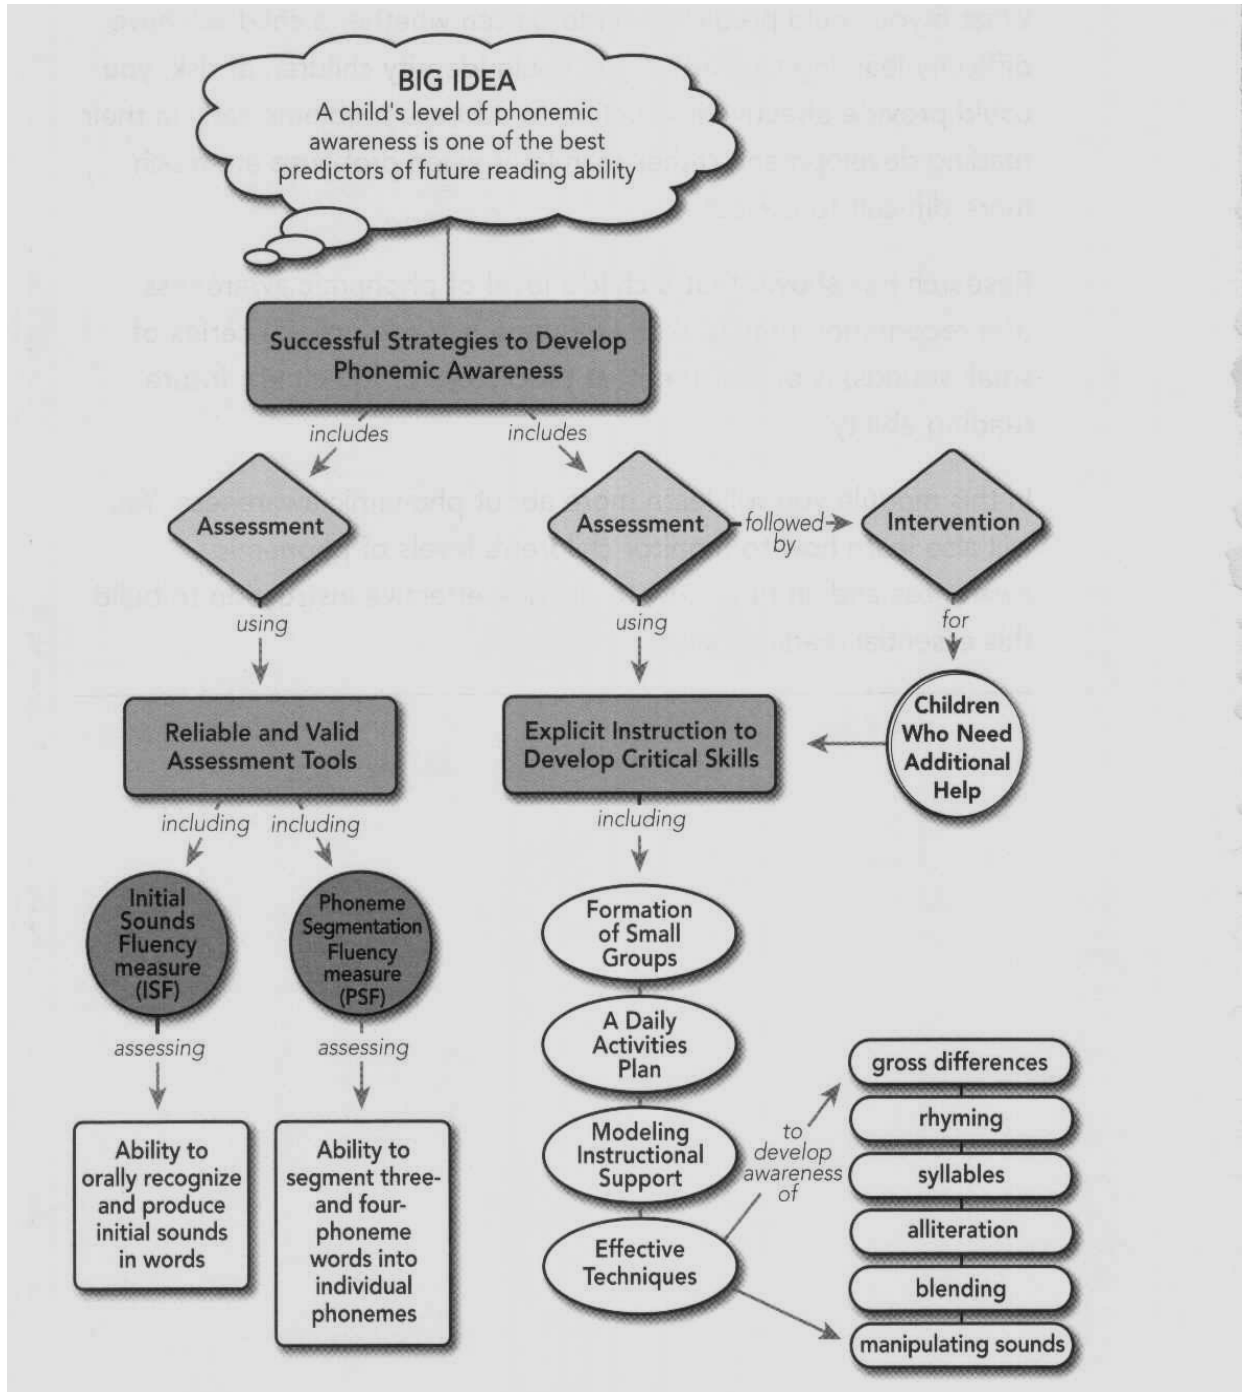 BIG IDEA
A child's level of phonemic
awareness is one of the best
predictors of future reading ability
Successful Strategies to Develop
Phonemic Awareness
includes
includes
Assessment
Assessment
followed
by
Intervention
using
using
for
Reliable and Valid
Assessment Tools
Explicit Instruction to
Develop Critical Skills
Children
Who Need
Additional
Help
including
including
including
Initial
Sounds
Fluency
measure
(ISF)
Phoneme
Segmentation
Fluency
measure
(PSF)
Formation
of Small
Groups
assessing
assessing
A Daily
Activities
Plan
gross differences
rhyming
syllables
alliteration
blending
manipulating sounds
Modeling
Instructional
Support
to
develop
awareness
of
Ability to
orally recognize
and produce
initial sounds
in words
Ability to
segment three-
and four-
phoneme
words into
individual
phonemes
Effective
Techniques